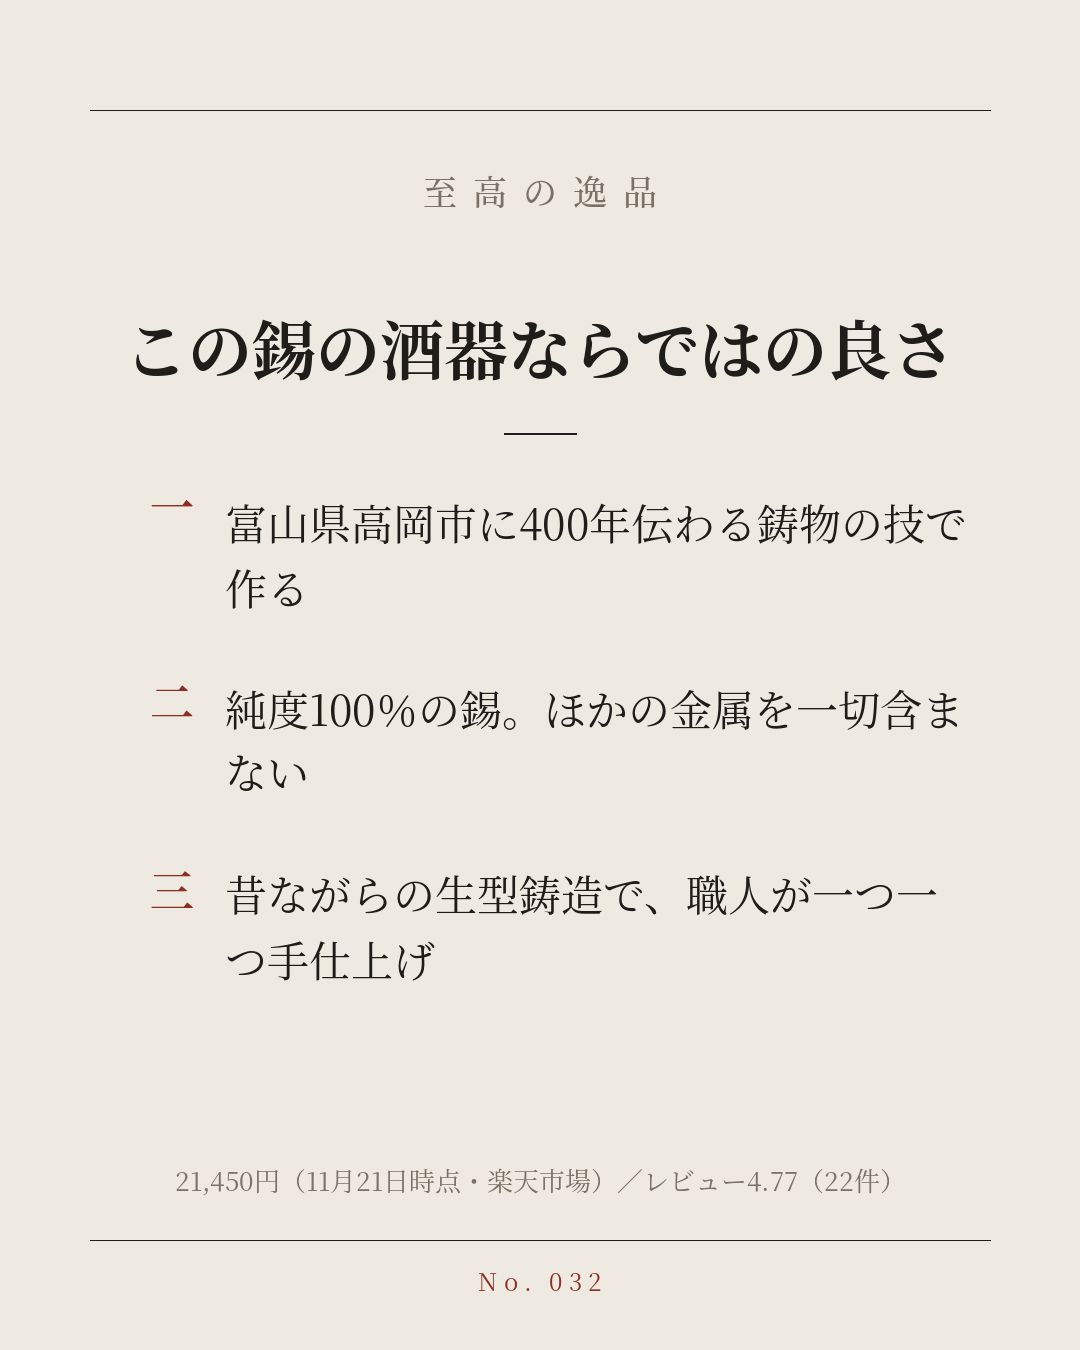 至高の逸品
この錫の酒器ならではの良さ
一 富山県高岡市に400年伝わる鋳物の技で
作る
二 純度100%の錫。ほかの金属を一切含ま
ない
三 昔ながらの生型鋳造で、職人が一つ一
つ手仕上げ
21,450円（11月21日時点・楽天市場）／レビュー4.77（22件）
No. 032